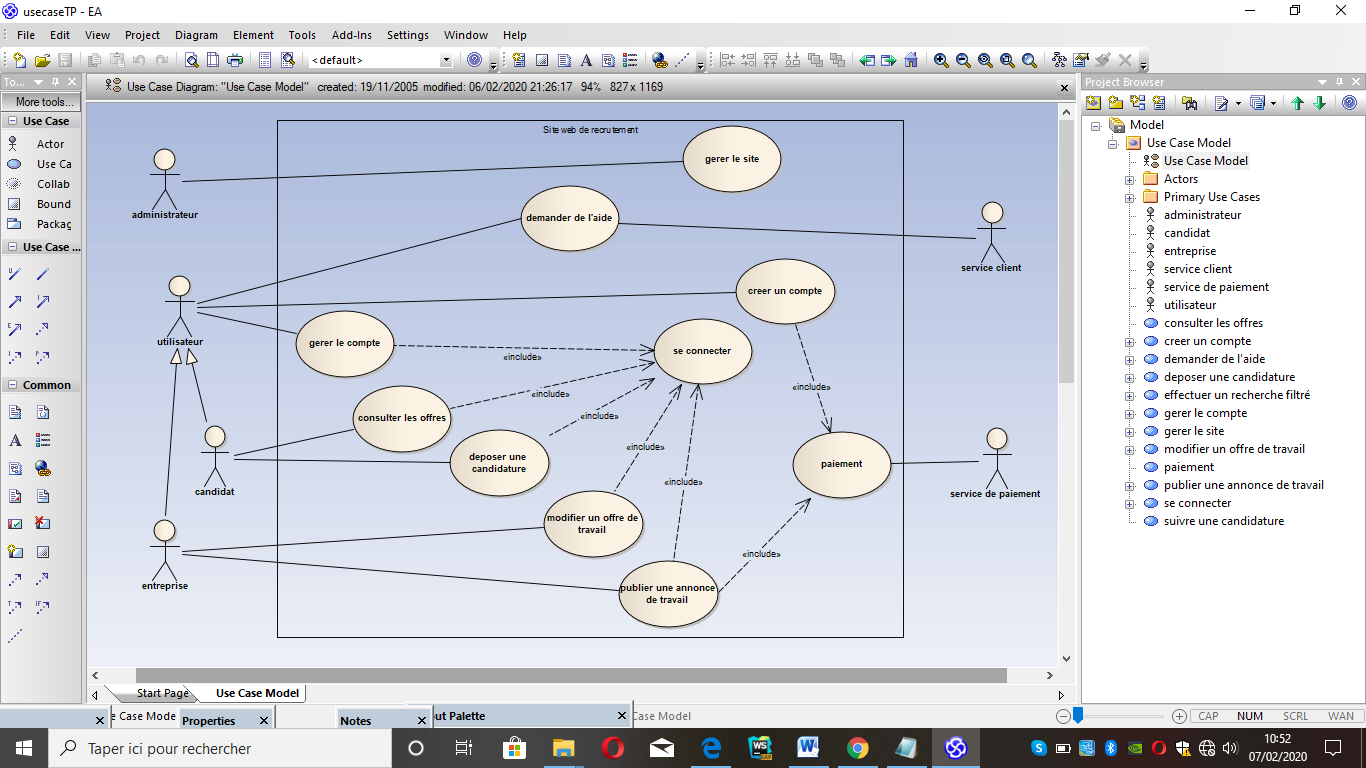 usecaseTP - EA
File Edit View Project Diagram Element Tools Add-Ins Settings Window Help
<default>
To...
More tools...
Use Case
Actor
Use Ca
Collab
Bound
Packag
Use Case ...
Common
Use Case Diagram: "Use Case Model" created: 19/11/2005 modified: 06/02/2020 21:26:17 94% 827 x 1169
Site web de recrutement
gerer le site
administrateur
demander de l'aide
service client
creer un compte
utilisateur
gerer le compte
«include»
se connecter
«include»
«include»
consulter les offres
«include»
deposer une
candidature
«include»
paiement
candidat
service de paiement
«include»
modifier un offre de
travail
«include»
entreprise
publier une annonce
de travail
Start Page
Use Case Model
Project Browser
Model
Use Case Model
Use Case Model
Actors
Primary Use Cases
administrateur
candidat
entreprise
service client
service de paiement
utilisateur
consulter les offres
creer un compte
demander de l'aide
deposer une candidature
effectuer un recherche filtré
gerer le compte
gerer le site
modifier un offre de travail
paiement
publier une annonce de travail
se connecter
suivre une candidature
e Case Mode
Properties
Notes
ut Palette
Case Model
CAP NUM SCRL WAN
Taper ici pour rechercher
10:52
07/02/2020